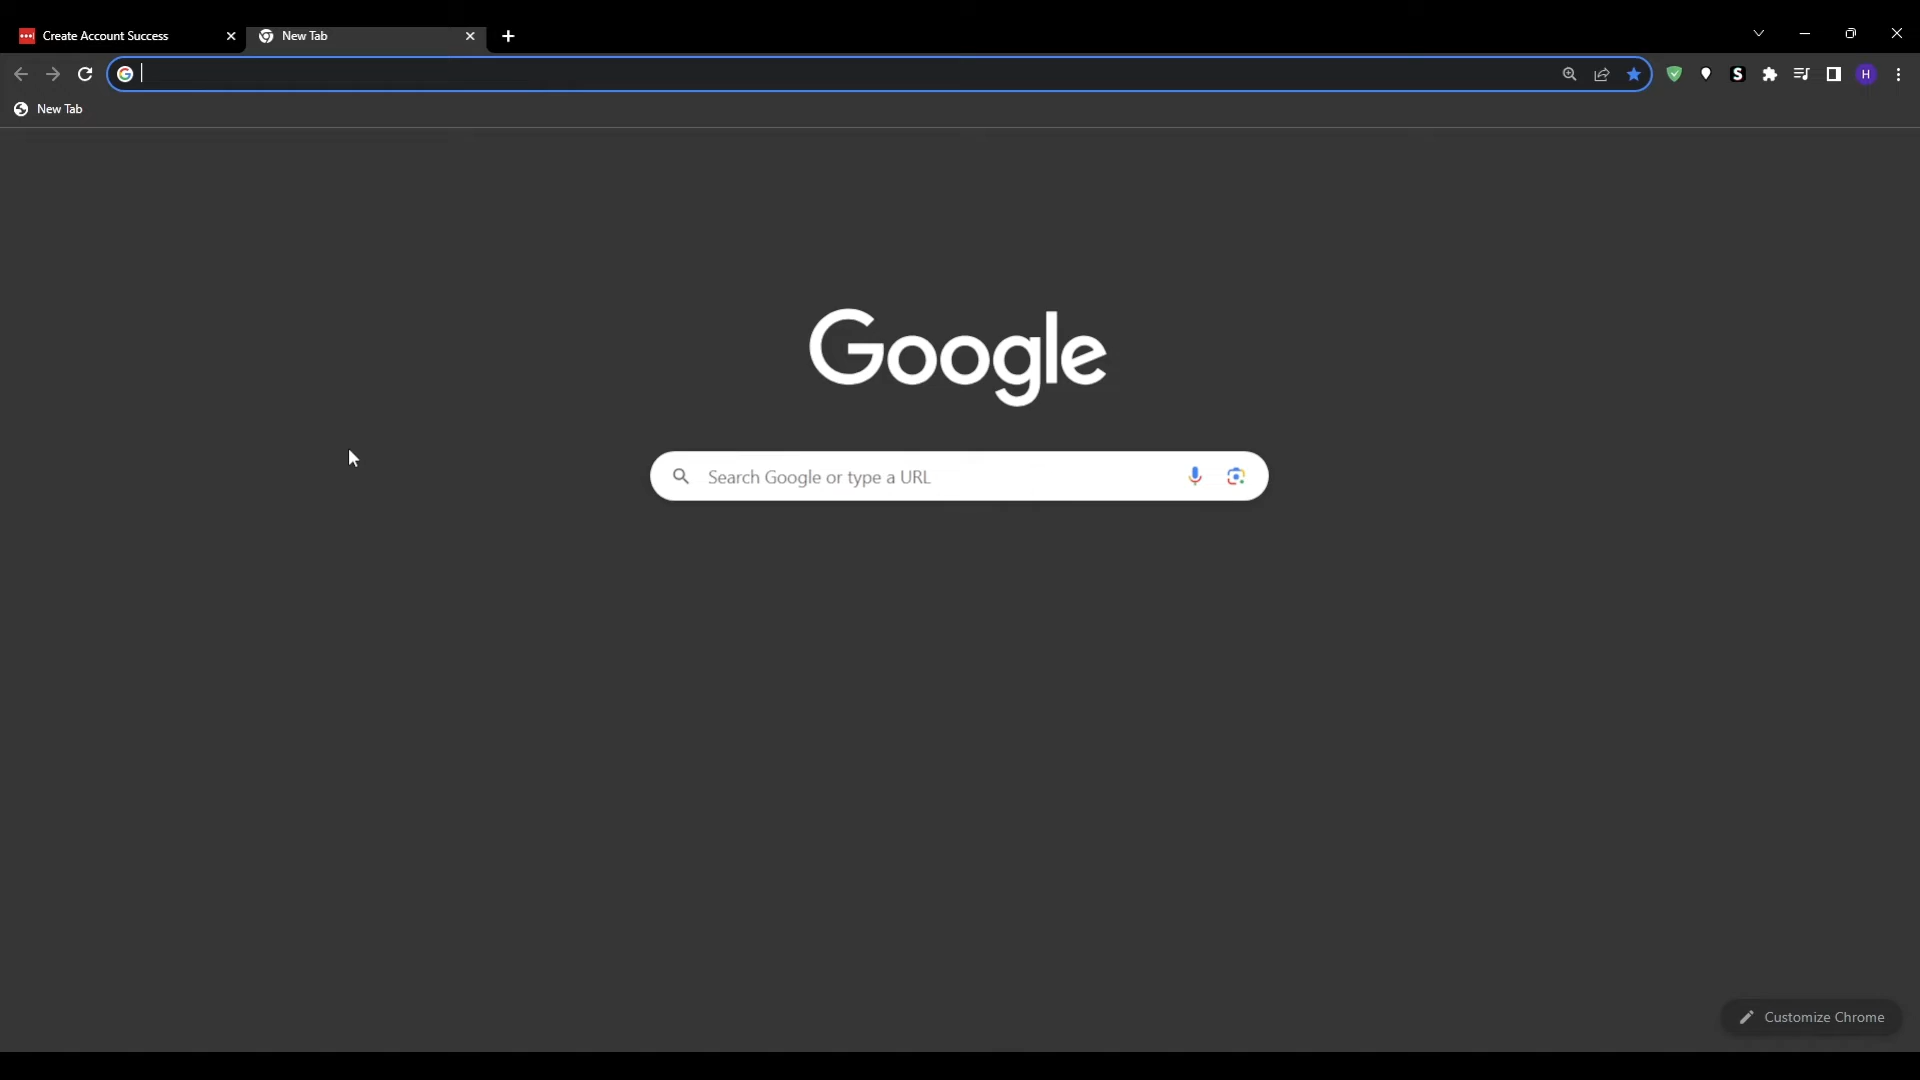 Create Account Success
New Tab
New Tab
Google
Search Google or type a URL
Customize Chrome